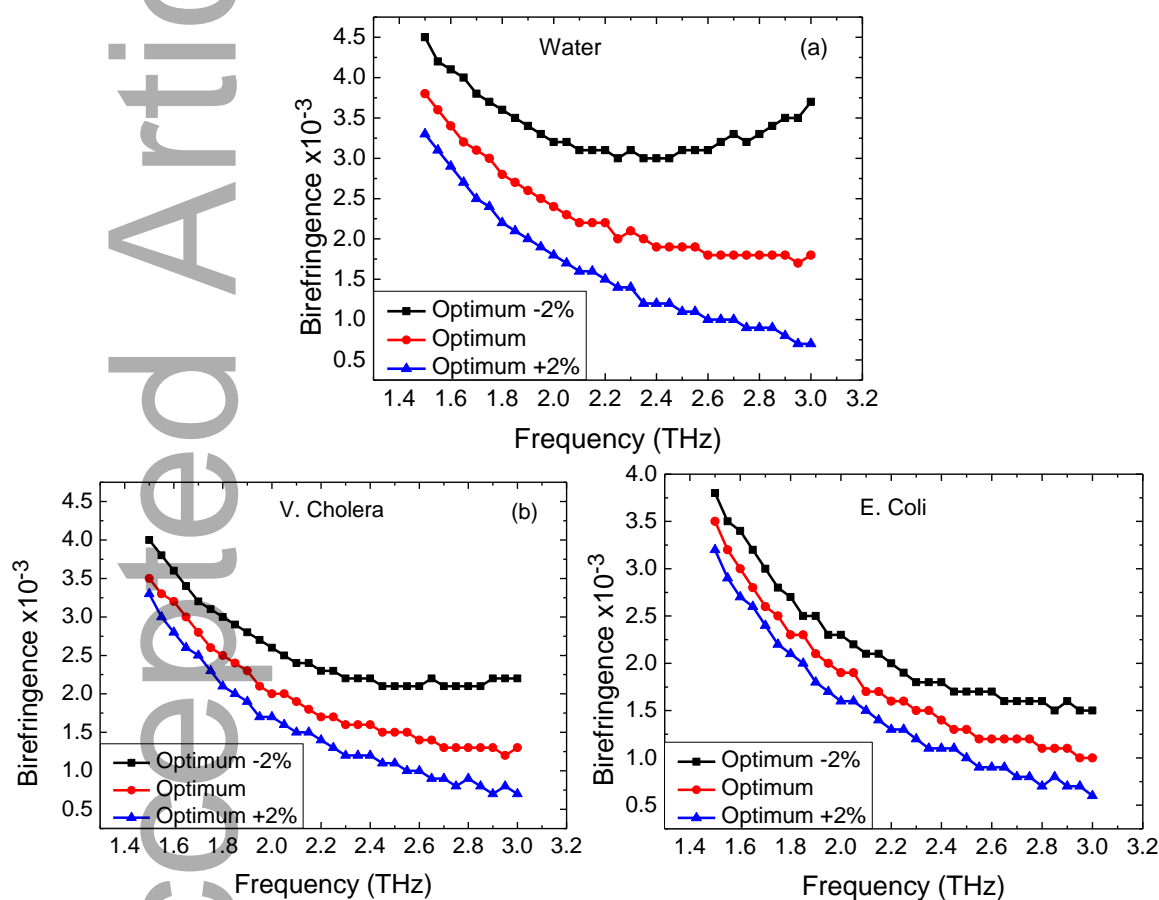 Accepted Artic
Water
(a)
4.5
4.0
3.5
3.0
2.5
2.0
1.5
1.0
0.5
Birefringence x10-3
Optimum -2%
Optimum
Optimum +2%
1.4 1.6 1.8 2.0 2.2 2.4 2.6 2.8 3.0 3.2
Frequency (THz)
V. Cholera
(b)
4.5
4.0
3.5
3.0
2.5
2.0
1.5
1.0
0.5
Birefringence x10-3
Optimum -2%
Optimum
Optimum +2%
1.4 1.6 1.8 2.0 2.2 2.4 2.6 2.8 3.0 3.2
Frequency (THz)
E. Coli
4.0
3.5
3.0
2.5
2.0
1.5
1.0
0.5
Birefringence x10-3
Optimum -2%
Optimum
Optimum +2%
1.4 1.6 1.8 2.0 2.2 2.4 2.6 2.8 3.0 3.2
Frequency (THz)